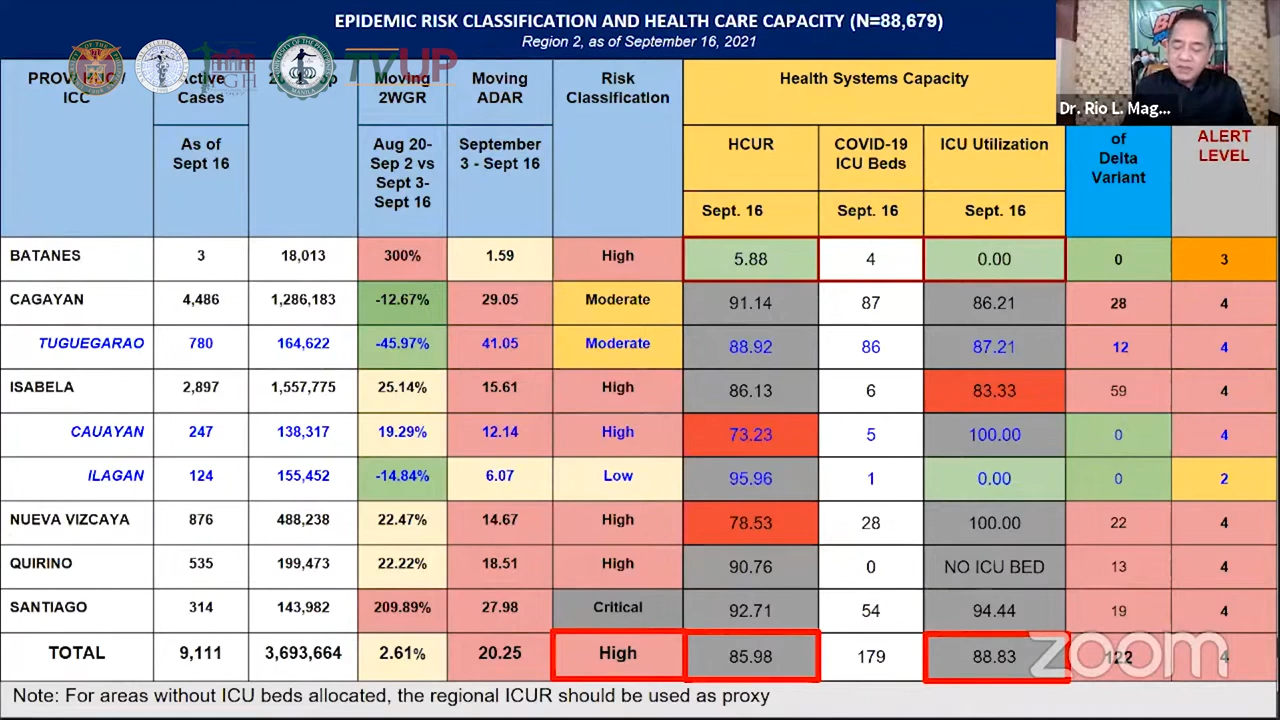 EPIDEMIC RISK CLASSIFICATION AND HEALTH CARE CAPACITY (N=88,679)
Region 2, as of September 16, 2021
Dr. Rio L. Mag...
TVUP
PGH
ICC
Active Cases
Moving 2WGR
Moving ADAR
Risk Classification
Health Systems Capacity
As of Sept 16
Aug 20-Sep 2 vs Sept 3-Sept 16
September 3 - Sept 16
HCUR
COVID-19 ICU Beds
ICU Utilization
of Delta Variant
ALERT LEVEL
Sept. 16
Sept. 16
Sept. 16
BATANES 3 18,013 300% 1.59 High 5.88 4 0.00 0 3
CAGAYAN 4,486 1,286,183 -12.67% 29.05 Moderate 91.14 87 86.21 28 4
TUGUEGARAO 780 164,622 -45.97% 41.05 Moderate 88.92 86 87.21 12 4
ISABELA 2,897 1,557,775 25.14% 15.61 High 86.13 6 83.33 59 4
CAUAYAN 247 138,317 19.29% 12.14 High 73.23 5 100.00 0 4
ILAGAN 124 155,452 -14.84% 6.07 Low 95.96 1 0.00 0 2
NUEVA VIZCAYA 876 488,238 22.47% 14.67 High 78.53 28 100.00 22 4
QUIRINO 535 199,473 22.22% 18.51 High 90.76 0 NO ICU BED 13 4
SANTIAGO 314 143,982 209.89% 27.98 Critical 92.71 54 94.44 19 4
TOTAL 9,111 3,693,664 2.61% 20.25 High 85.98 179 88.83 122 4
zoom
Note: For areas without ICU beds allocated, the regional ICUR should be used as proxy